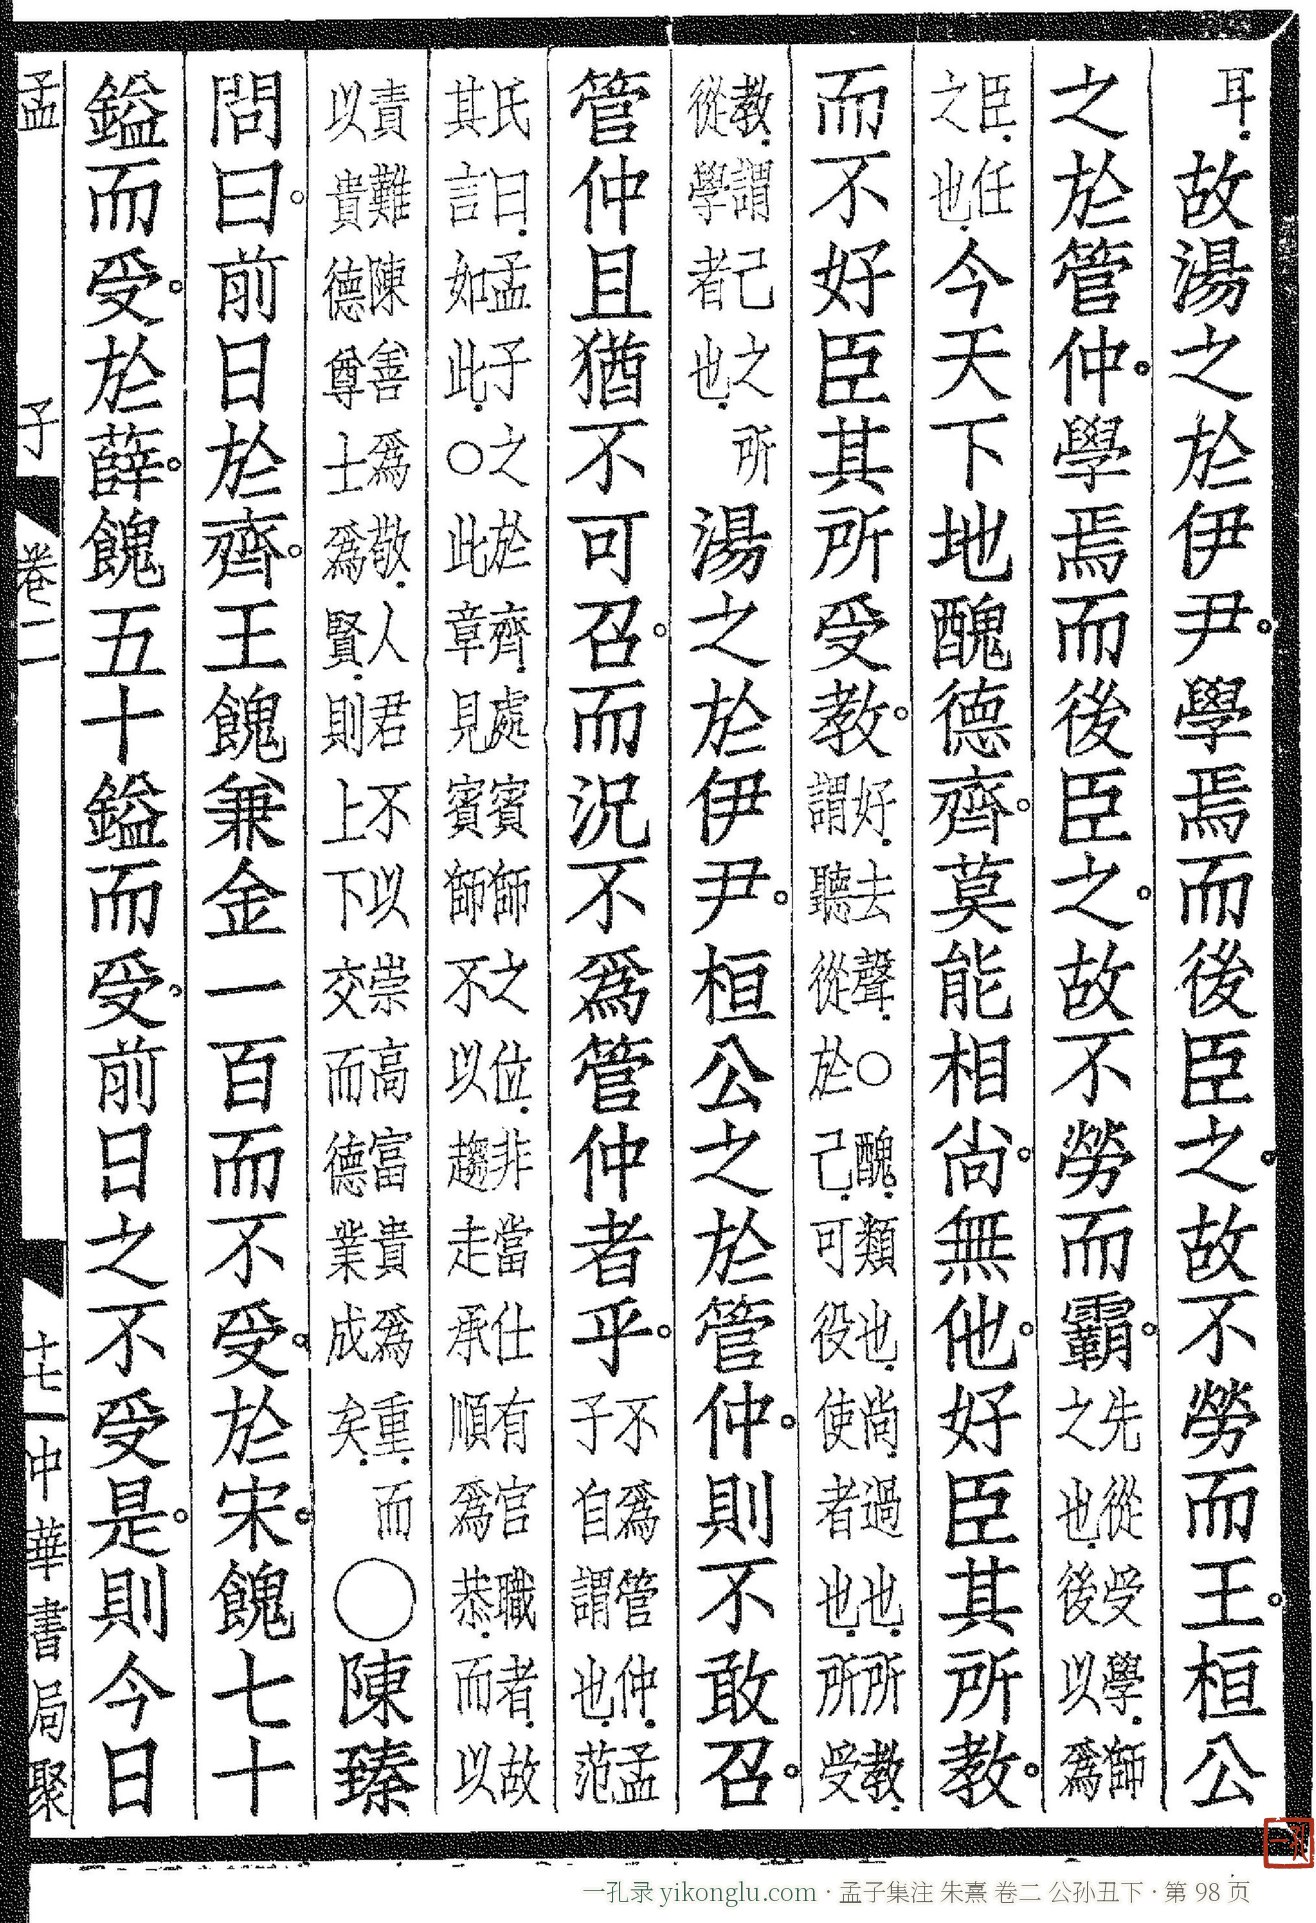 耳.故湯之於伊尹。學焉而後臣之。故不勞而王。桓公
之於管仲。學焉而後臣之。故不勞而霸。先從受學.師之也.後以爲
臣.任之也.今天下地醜德齊。莫能相尙。無他。好臣其所教。
而不好臣其所受教。好.去聲.○醜.類也.尙.過也.所教.謂聽從於己.可役使者也.所受
教.謂己之所從學者也.湯之於伊尹。桓公之於管仲。則不敢召。
管仲且猶不可召。而況不爲管仲者乎。不爲管仲.孟子自謂也.范
氏曰.孟子之於齊.處賓師之位.非當仕有官職者.故其言如此.○此章見賓師不以趨走承順爲恭.而以
責難陳善爲敬.人君不以崇高富貴爲重.而以貴德尊士爲賢.則上下交而德業成矣.○陳臻
問曰。前日於齊。王餽兼金一百而不受。於宋。餽七十
鎰而受。於薛。餽五十鎰而受。前日之不受是。則今日
孟子 卷二 十七 中華書局聚
一孔录 yikonglu.com · 孟子集注 朱熹 卷二 公孙丑下 · 第 98 页